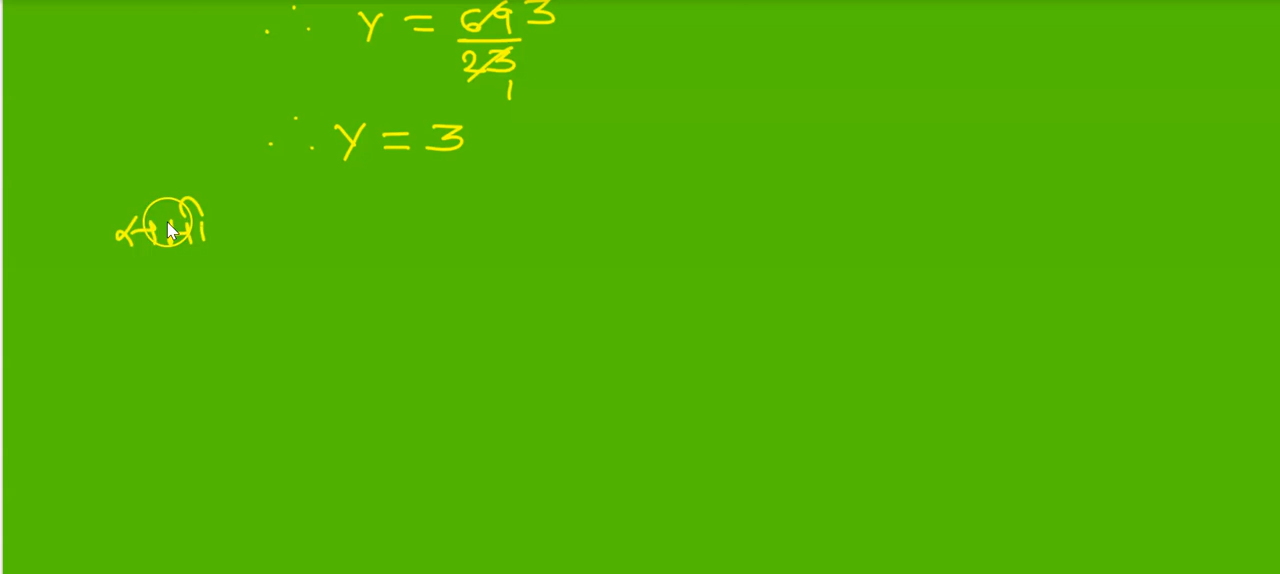 ∴ Y = 69/23 3 1
∴ Y = 3